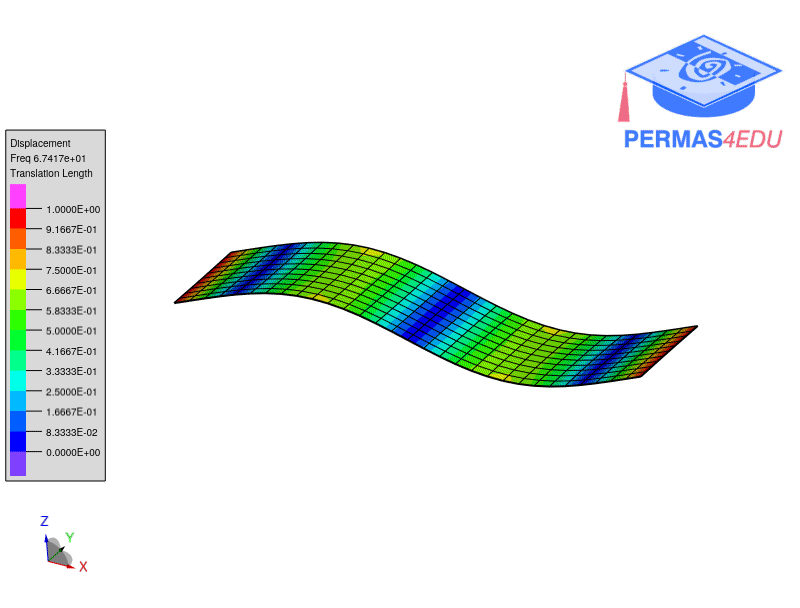 PERMAS4EDU
Displacement
Freq 6.7417e+01
Translation Length
1.0000E+00
9.1667E-01
8.3333E-01
7.5000E-01
6.6667E-01
5.8333E-01
5.0000E-01
4.1667E-01
3.3333E-01
2.5000E-01
1.6667E-01
8.3333E-02
0.0000E+00
Z
Y
X